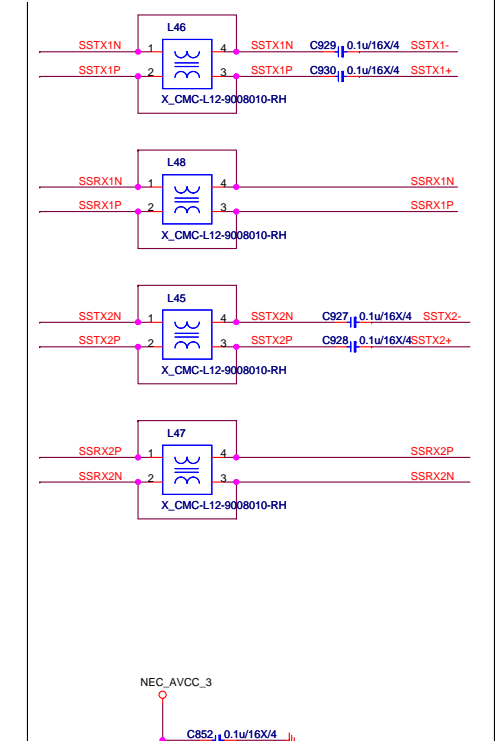 L46
SSTX1N 1 4 SSTX1N C929 0.1u/16X/4 SSTX1-
SSTX1P 2 3 SSTX1P C930 0.1u/16X/4 SSTX1+
X_CMC-L12-9008010-RH
L48
SSRX1N 1 4 SSRX1N
SSRX1P 2 3 SSRX1P
X_CMC-L12-9008010-RH
L45
SSTX2N 1 4 SSTX2N C927 0.1u/16X/4 SSTX2-
SSTX2P 2 3 SSTX2P C928 0.1u/16X/4 SSTX2+
X_CMC-L12-9008010-RH
L47
SSRX2P 1 4 SSRX2P
SSRX2N 2 3 SSRX2N
X_CMC-L12-9008010-RH
NEC_AVCC_3
C852 0.1u/16X/4